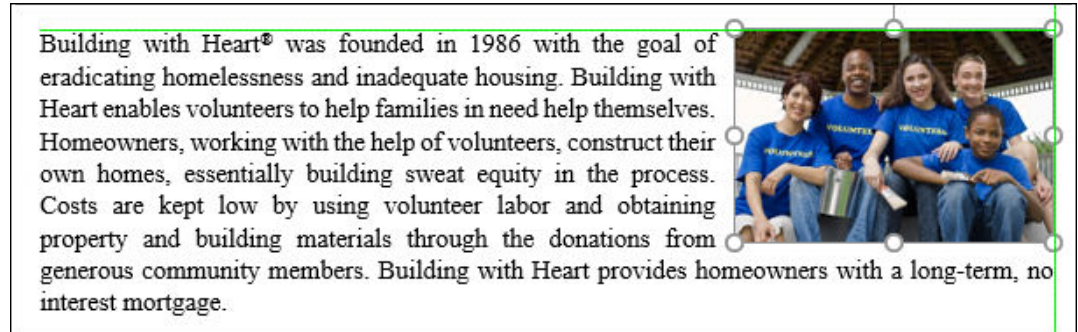 Building with Heart® was founded in 1986 with the goal of
eradicating homelessness and inadequate housing. Building with
Heart enables volunteers to help families in need help themselves.
Homeowners, working with the help of volunteers, construct their
own homes, essentially building sweat equity in the process.
Costs are kept low by using volunteer labor and obtaining
property and building materials through the donations from
generous community members. Building with Heart provides homeowners with a long-term, no
interest mortgage.
VOLUNTEER
VOLUNTEER
VOLUNTEER